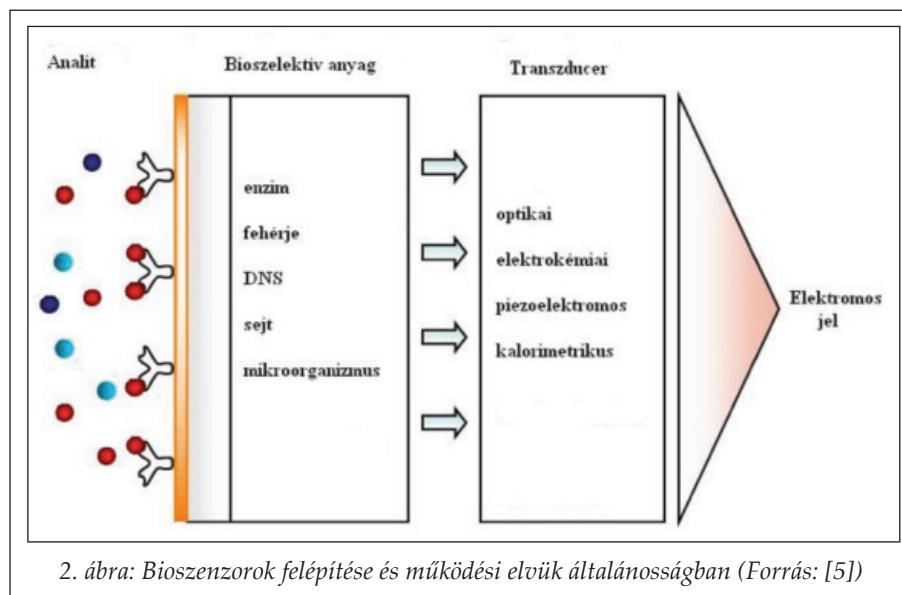 Analit
Bioszelektív anyag
Transzducer
enzim
fehérje
DNS
sejt
mikroorganizmus
optikai
elektrokémiai
piezoelektromos
kalorimetrikus
Elektromos
jel
2. ábra: Bioszenzorok felépítése és működési elvük általánosságban (Forrás: [5])